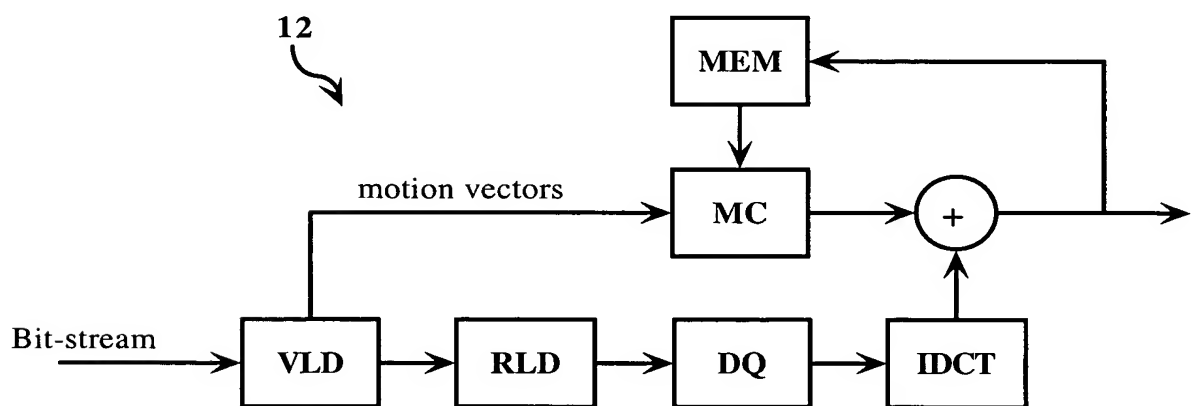 12
MEM
motion vectors
MC
+
Bit-stream
VLD
RLD
DQ
IDCT